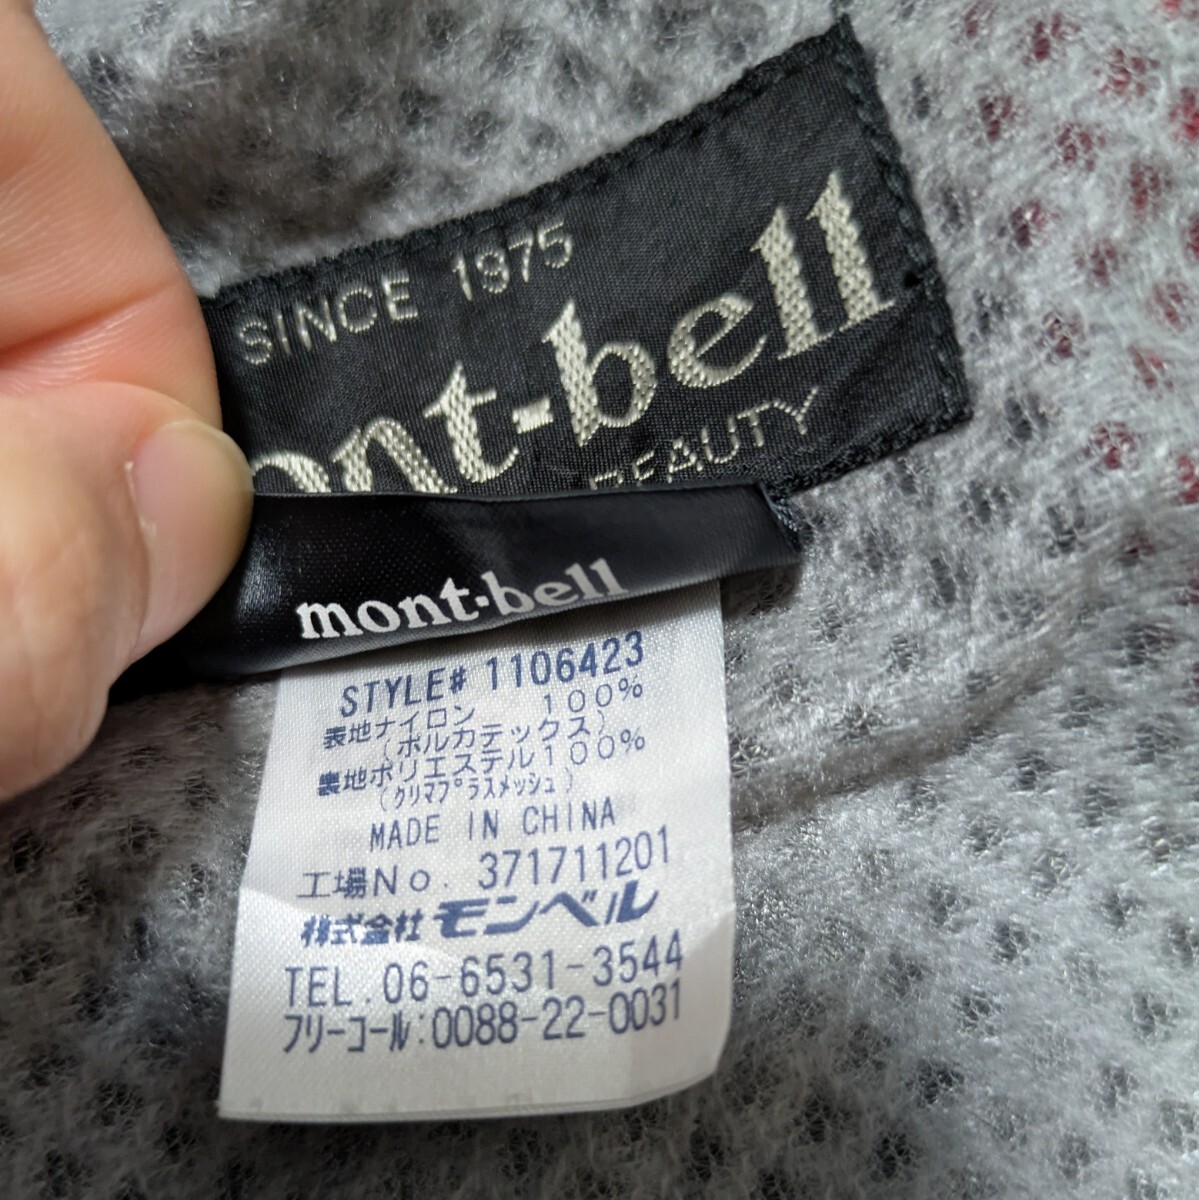 SINCE 1975
mont-bell
BEAUTY
mont-bell
STYLE# 1106423
表地ナイロン 100%
(ポルカテックス)
裏地ポリエステル100%
(クリマプラスメッシュ)
MADE IN CHINA
工場No. 371711201
株式会社モンベル
TEL.06-6531-3544
フリーコール:0088-22-0031